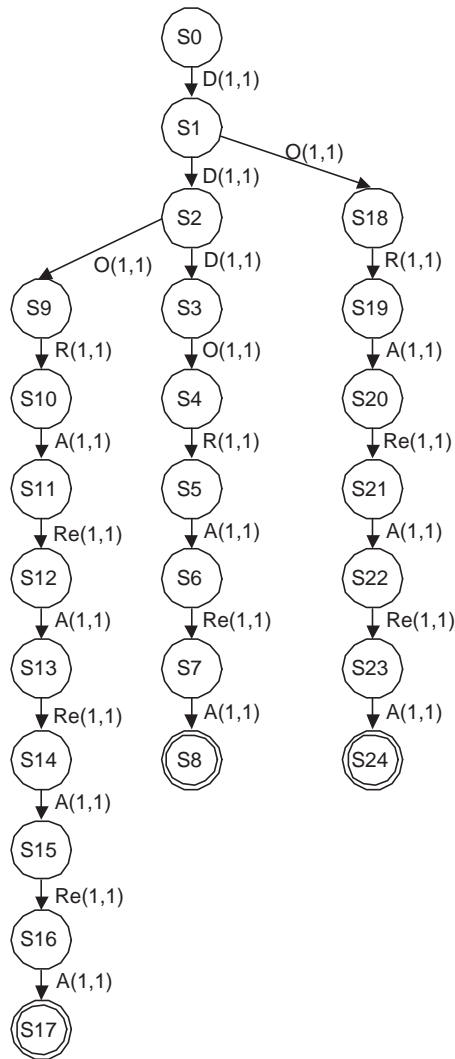 S0
D(1,1)
S1
O(1,1)
D(1,1)
S2
S18
O(1,1)
D(1,1)
R(1,1)
S9
S3
S19
R(1,1)
O(1,1)
A(1,1)
S10
S4
S20
A(1,1)
R(1,1)
Re(1,1)
S11
S5
S21
Re(1,1)
A(1,1)
A(1,1)
S12
S6
S22
A(1,1)
Re(1,1)
Re(1,1)
S13
S7
S23
Re(1,1)
A(1,1)
A(1,1)
S14
S8
S24
A(1,1)
S15
Re(1,1)
S16
A(1,1)
S17